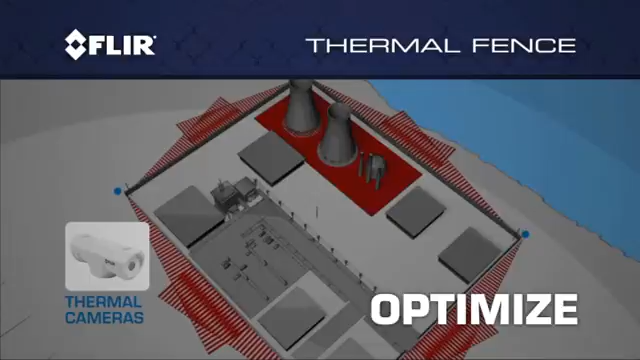 FLIR
THERMAL FENCE
THERMAL
CAMERAS
OPTIMIZE